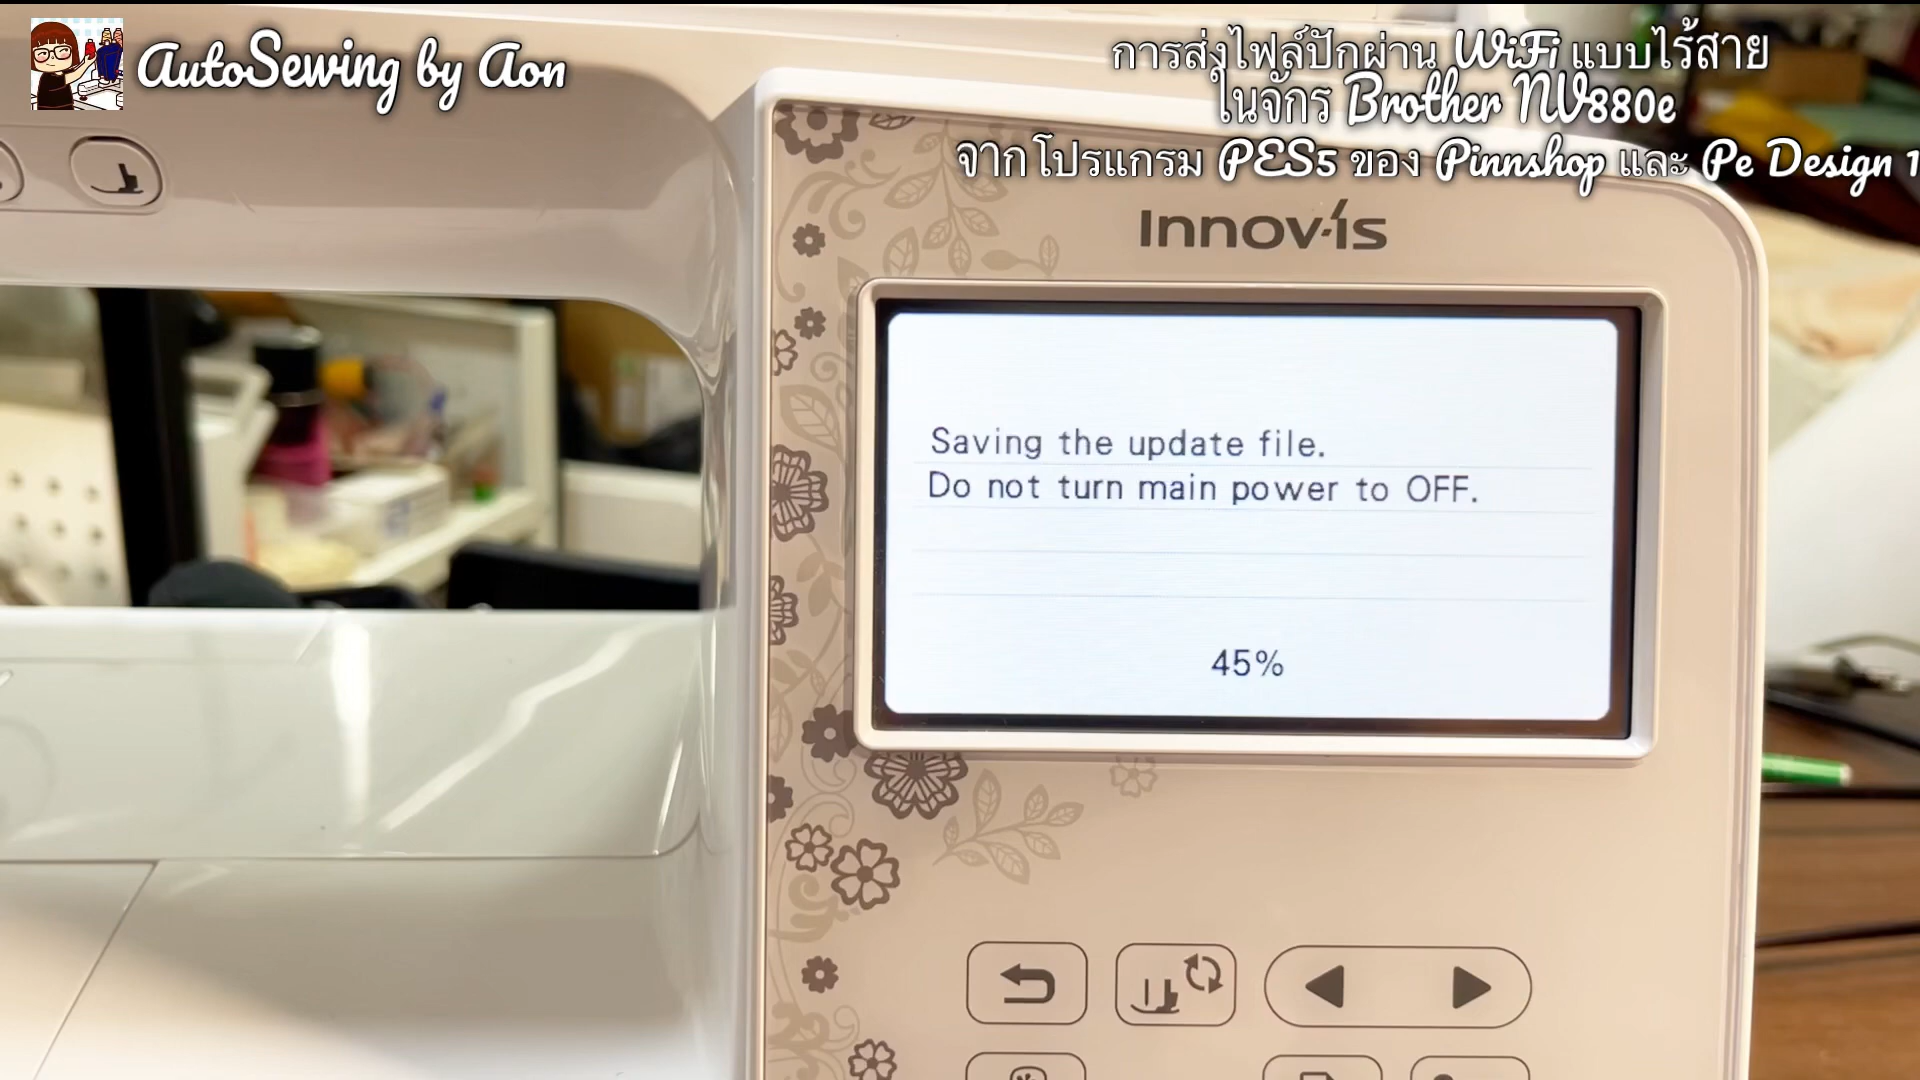 AutoSewing by Aon
การส่งไฟล์ปักผ่าน WiFi แบบไร้สาย
ในจักร Brother NV880e
จากโปรแกรม PES5 ของ Pinnshop และ Pe Design 1
Innov-ís
Saving the update file.
Do not turn main power to OFF.
45%